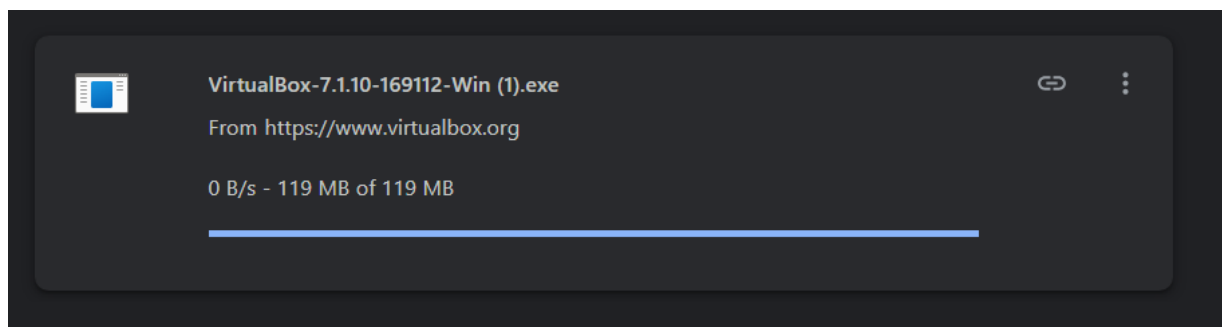 VirtualBox-7.1.10-169112-Win (1).exe
From https://www.virtualbox.org
0 B/s - 119 MB of 119 MB